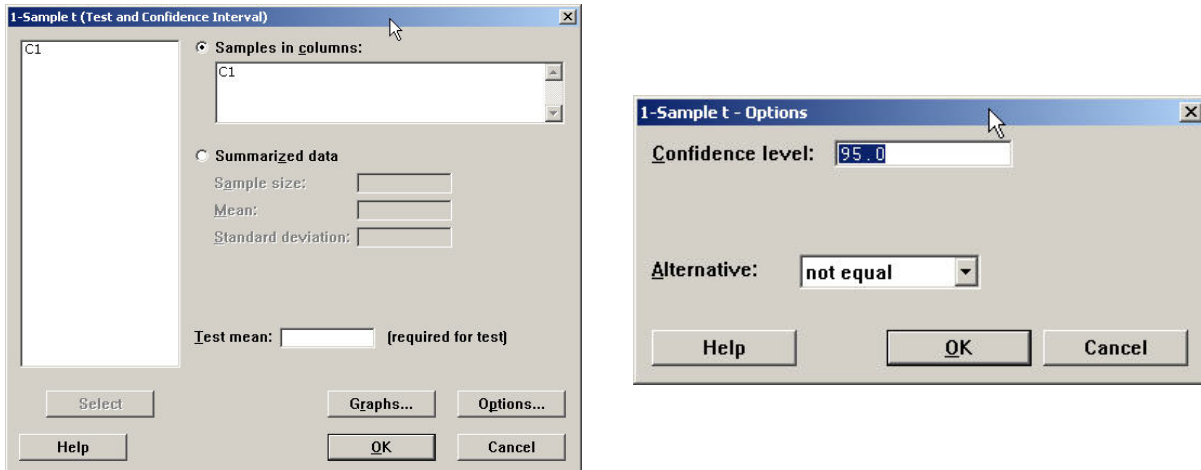 1-Sample t (Test and Confidence Interval)
C1
Samples in columns:
C1
Summarized data
Sample size:
Mean:
Standard deviation:
Test mean:
(required for test)
Select
Graphs...
Options...
Help
OK
Cancel
1-Sample t - Options
Confidence level:
95.0
Alternative:
not equal
Help
OK
Cancel